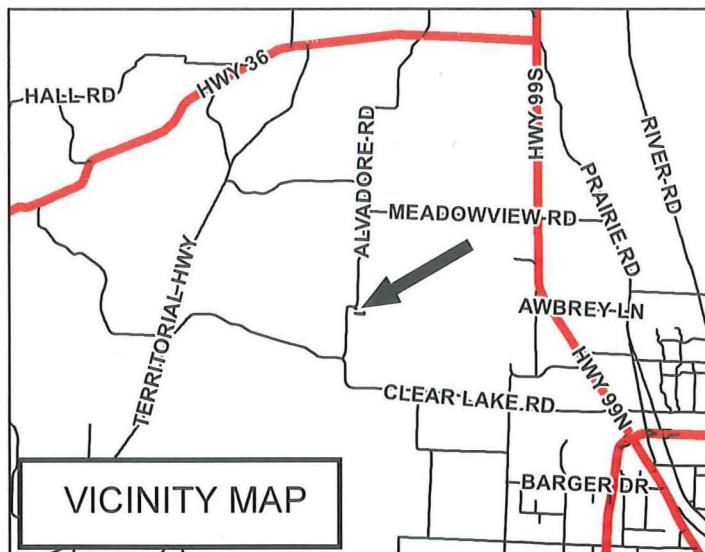 HWY 36
HALL RD
HWY 99S
RIVER RD
ALVADORE RD
PRAIRIE RD
MEADOWVIEW RD
TERRITORIAL HWY
AWBREY LN
HWY 99N
CLEAR LAKE RD
BARGER DR
VICINITY MAP